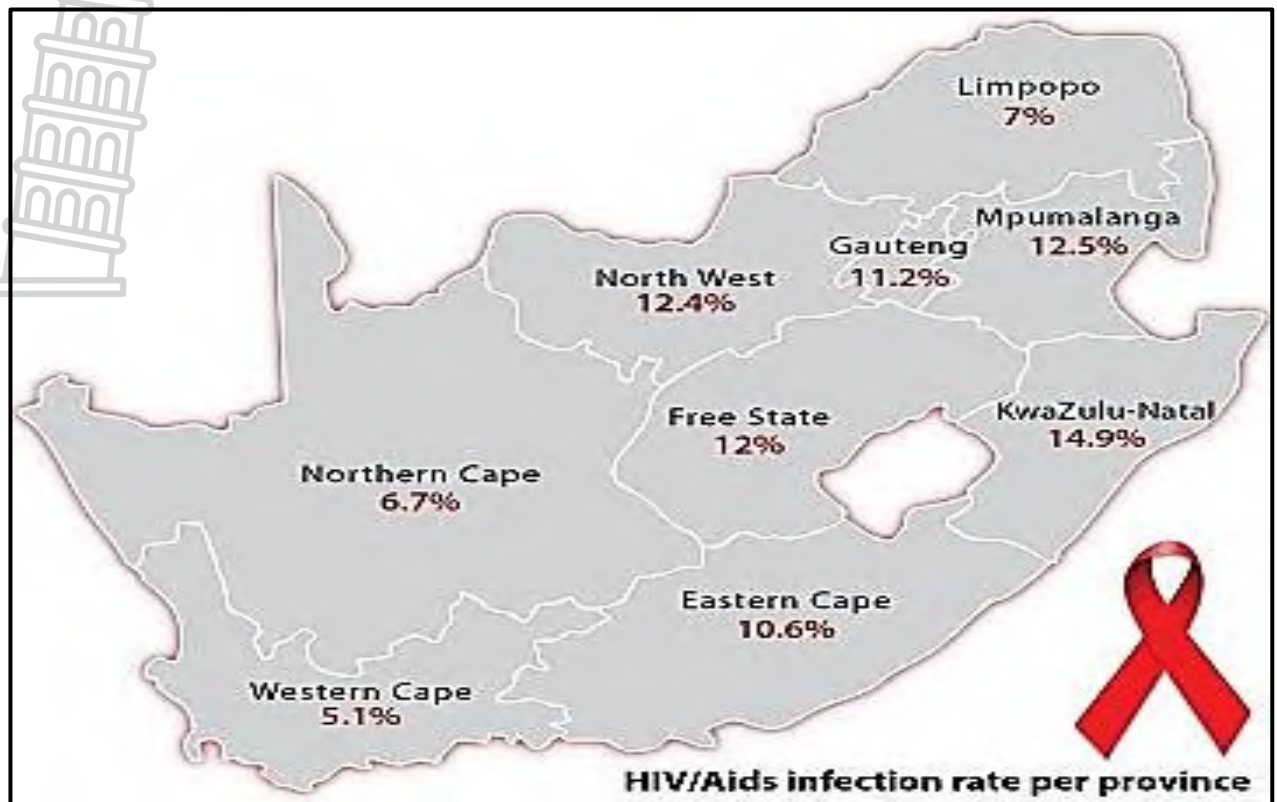 Limpopo
7%
Mpumalanga
12.5%
Gauteng
11.2%
North West
12.4%
Free State
12%
KwaZulu-Natal
14.9%
Northern Cape
6.7%
Eastern Cape
10.6%
Western Cape
5.1%
HIV/Aids infection rate per province